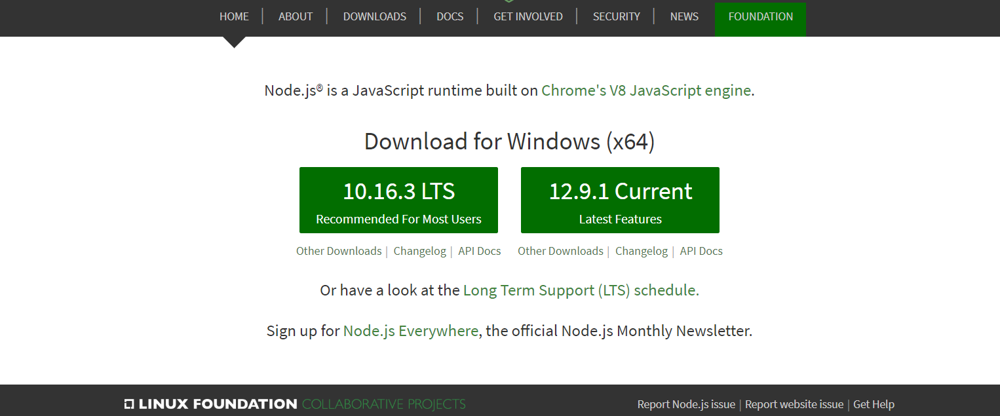 HOME | ABOUT | DOWNLOADS | DOCS | GET INVOLVED | SECURITY | NEWS FOUNDATION
Node.js® is a JavaScript runtime built on Chrome's V8 JavaScript engine.
Download for Windows (x64)
10.16.3 LTS
Recommended For Most Users
12.9.1 Current
Latest Features
Other Downloads | Changelog | API Docs
Other Downloads | Changelog | API Docs
Or have a look at the Long Term Support (LTS) schedule.
Sign up for Node.js Everywhere, the official Node.js Monthly Newsletter.
LINUX FOUNDATION COLLABORATIVE PROJECTS
Report Node.js issue | Report website issue | Get Help